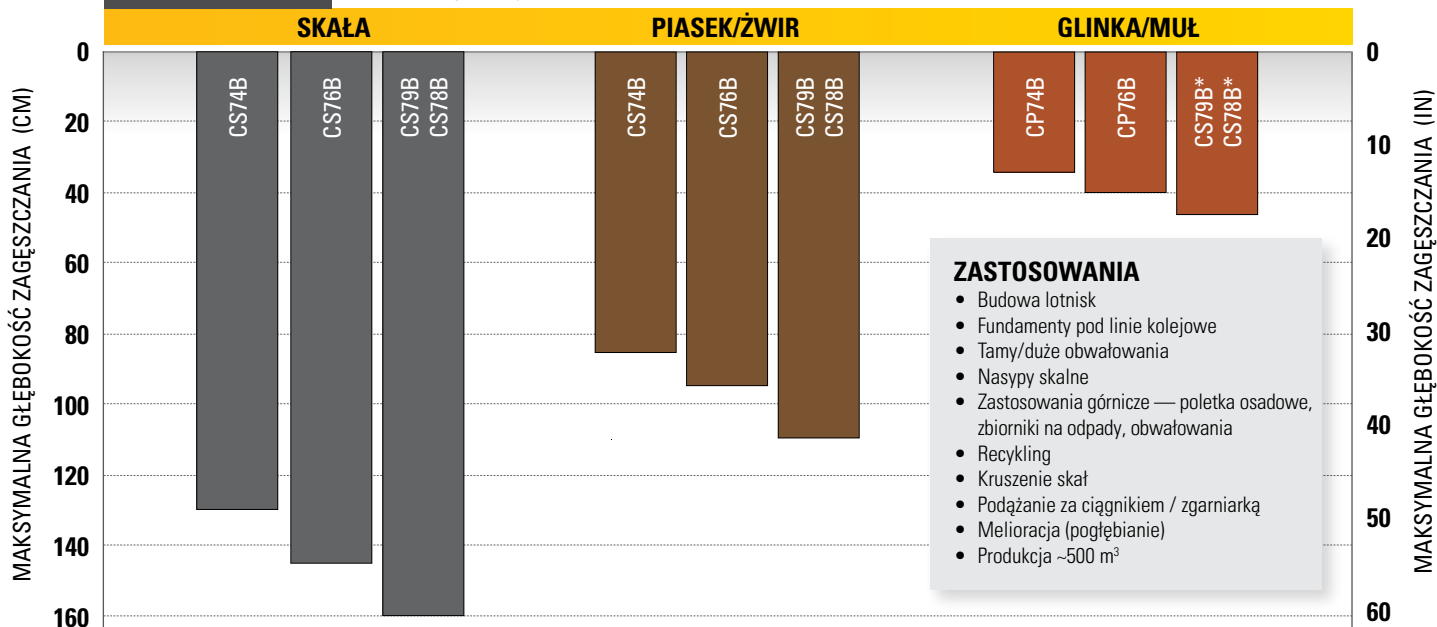 SKAŁA PIASEK/ŻWIR GLINKA/MUŁ
MAKSYMALNA GŁĘBOKOŚĆ ZAGĘSZCZANIA (CM)
0
20
40
60
80
100
120
140
160
CS74B
CS76B
CS79B
CS78B
CS74B
CS76B
CS79B
CS78B
CP74B
CP76B
CS79B*
CS78B*
ZASTOSOWANIA
• Budowa lotnisk
• Fundamenty pod linie kolejowe
• Tamy/duże obwałowania
• Nasypy skalne
• Zastosowania górnicze — poletka osadowe,
zbiorniki na odpady, obwałowania
• Recykling
• Kruszenie skał
• Podążanie za ciągnikiem / zgarniarką
• Melioracja (pogłębianie)
• Produkcja ~500 m³
0
10
20
30
40
50
60
MAKSYMALNA GŁĘBOKOŚĆ ZAGĘSZCZANIA (IN)